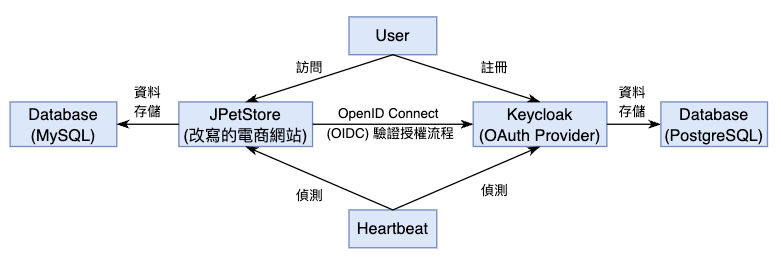 User
訪問
註冊
資料
存儲
資料
存儲
Database
(MySQL)
JPetStore
(改寫的電商網站)
OpenID Connect
(OIDC) 驗證授權流程
Keycloak
(OAuth Provider)
Database
(PostgreSQL)
偵測
偵測
Heartbeat